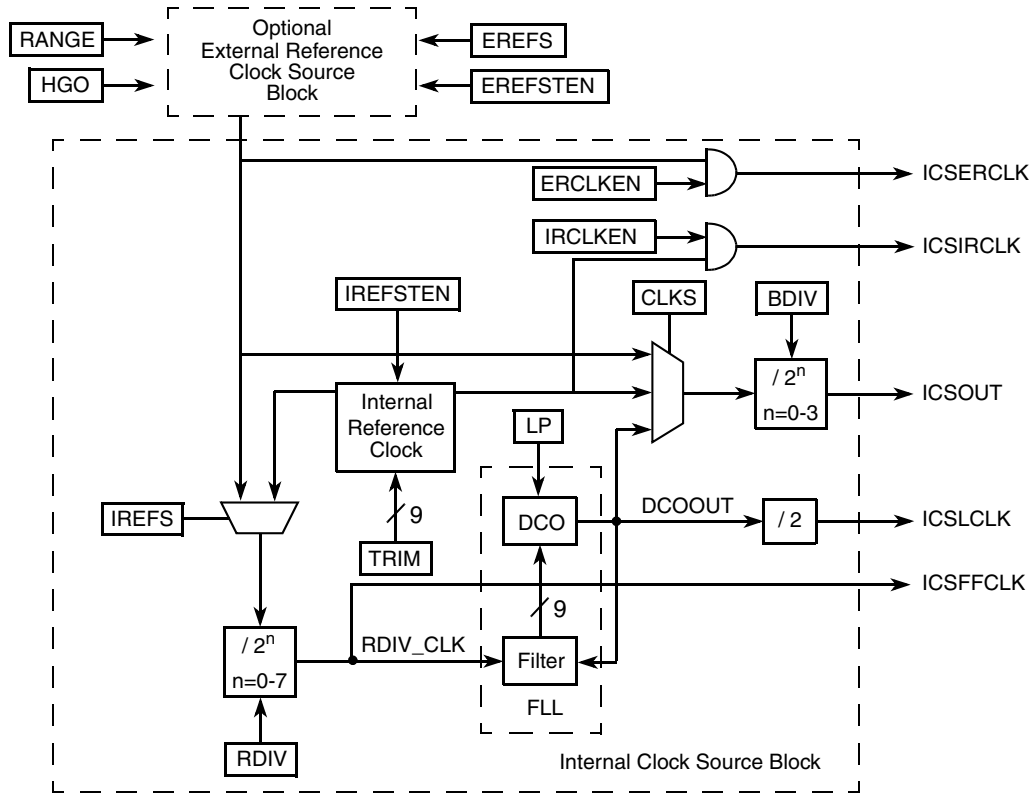 Optional
External Reference
Clock Source
Block
RANGE
HGO
EREFS
EREFSTEN
ERCLKEN
ICSERCLK
IRCLKEN
ICSIRCLK
IREFSTEN
CLKS
BDIV
Internal
Reference
Clock
/ 2ⁿ
n=0-3
ICSOUT
LP
IREFS
9
TRIM
DCO
DCOOUT
/ 2
ICSLCLK
ICSFFCLK
9
/ 2ⁿ
n=0-7
RDIV_CLK
Filter
FLL
RDIV
Internal Clock Source Block